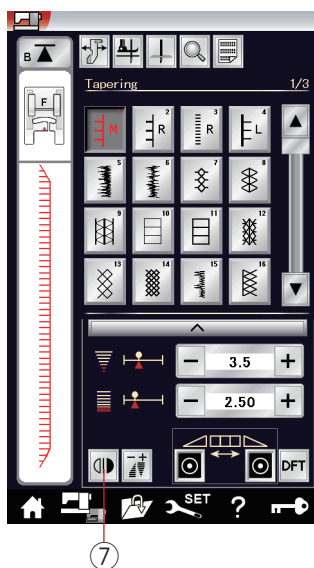 B
Tapering 1/3
F
M
2 R
3 R
4 L
5 6 7 8
9 10 11 12
13 14 15 16
− 3.5 +
− 2.50 +
DFT
SET ?
7